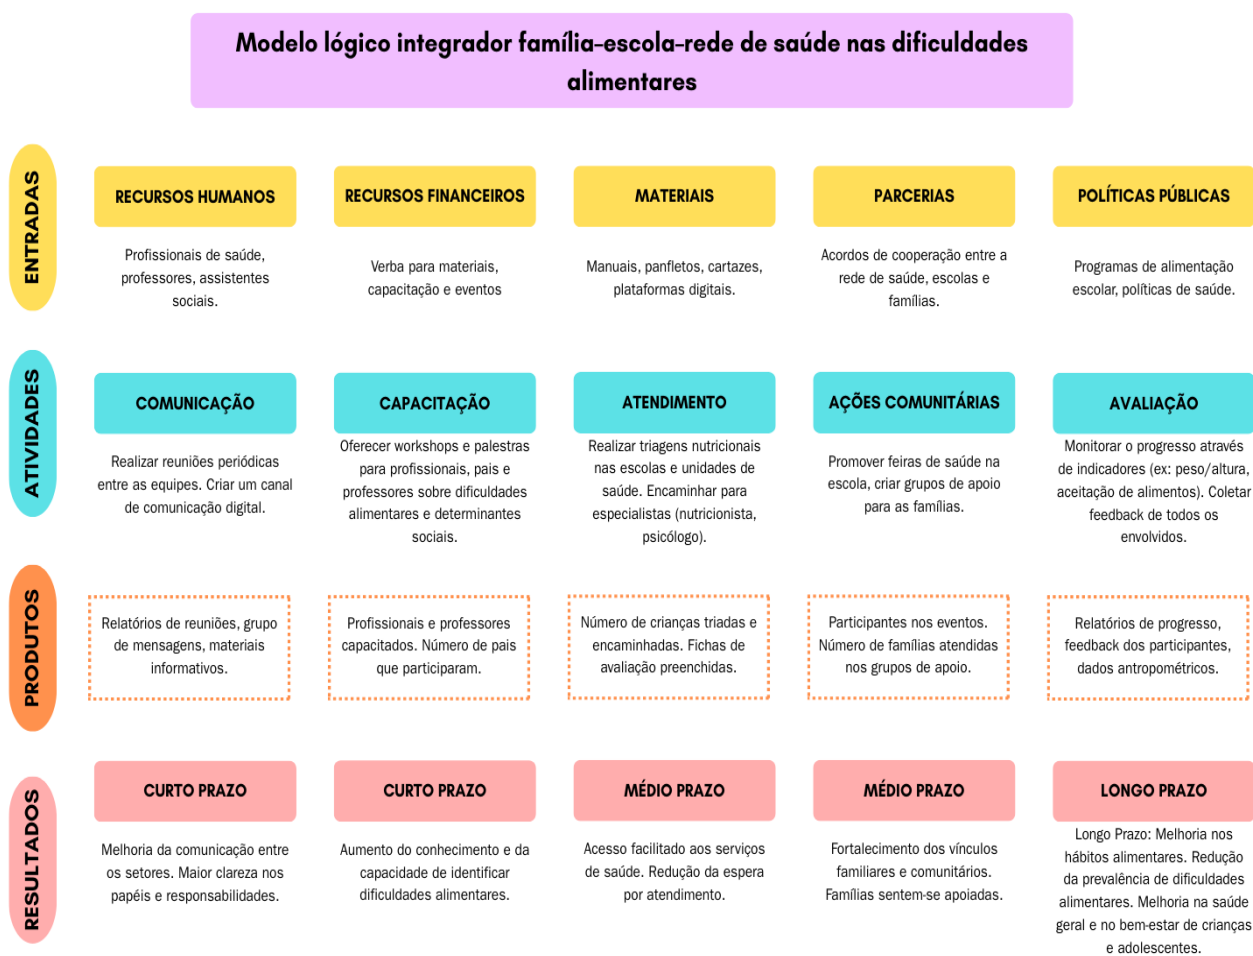 Modelo lógico integrador família-escola-rede de saúde nas dificuldades
alimentares
ENTRADAS
RECURSOS HUMANOS
Profissionais de saúde,
professores, assistentes
sociais.
RECURSOS FINANCEIROS
Verba para materiais,
capacitação e eventos
MATERIAIS
Manuais, panfletos, cartazes,
plataformas digitais.
PARCERIAS
Acordos de cooperação entre a
rede de saúde, escolas e
famílias.
POLÍTICAS PÚBLICAS
Programas de alimentação
escolar, políticas de saúde.
ATIVIDADES
COMUNICAÇÃO
Realizar reuniões periódicas
entre as equipes. Criar um canal
de comunicação digital.
CAPACITAÇÃO
Oferecer workshops e palestras
para profissionais, pais e
professores sobre dificuldades
alimentares e determinantes
sociais.
ATENDIMENTO
Realizar triagens nutricionais
nas escolas e unidades de
saúde. Encaminhar para
especialistas (nutricionista,
psicólogo).
AÇÕES COMUNITÁRIAS
Promover feiras de saúde na
escola, criar grupos de apoio
para as famílias.
AVALIAÇÃO
Monitorar o progresso através
de indicadores (ex: peso/altura,
aceitação de alimentos). Coletar
feedback de todos os
envolvidos.
PRODUTOS
Relatórios de reuniões, grupo
de mensagens, materiais
informativos.
Profissionais e professores
capacitados. Número de pais
que participaram.
Número de crianças triadas e
encaminhadas. Fichas de
avaliação preenchidas.
Participantes nos eventos.
Número de famílias atendidas
nos grupos de apoio.
Relatórios de progresso,
feedback dos participantes,
dados antropométricos.
RESULTADOS
CURTO PRAZO
Melhoria da comunicação entre
os setores. Maior clareza nos
papéis e responsabilidades.
CURTO PRAZO
Aumento do conhecimento e da
capacidade de identificar
dificuldades alimentares.
MÉDIO PRAZO
Acesso facilitado aos serviços
de saúde. Redução da espera
por atendimento.
MÉDIO PRAZO
Fortalecimento dos vínculos
familiares e comunitários.
Famílias sentem-se apoiadas.
LONGO PRAZO
Longo Prazo: Melhoria nos
hábitos alimentares. Redução
da prevalência de dificuldades
alimentares. Melhoria na saúde
geral e no bem-estar de crianças
e adolescentes.